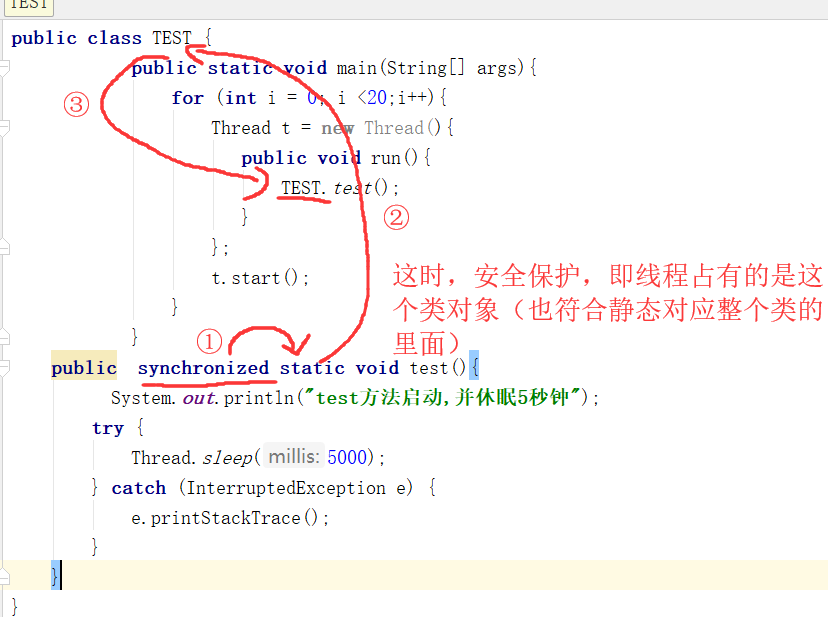 TEST
public class TEST {
public static void main(String[] args){
③
for (int i = 0; i <20;i++){
Thread t = new Thread(){
public void run(){
TEST.test();
}
②
};
t.start();
这时，安全保护，即线程占有的是这
个类对象（也符合静态对应整个类的
里面）
}
}
①
public synchronized static void test(){
System.out.println("test方法启动,并休眠5秒钟");
try {
Thread.sleep( millis: 5000);
} catch (InterruptedException e) {
e.printStackTrace();
}
}
}